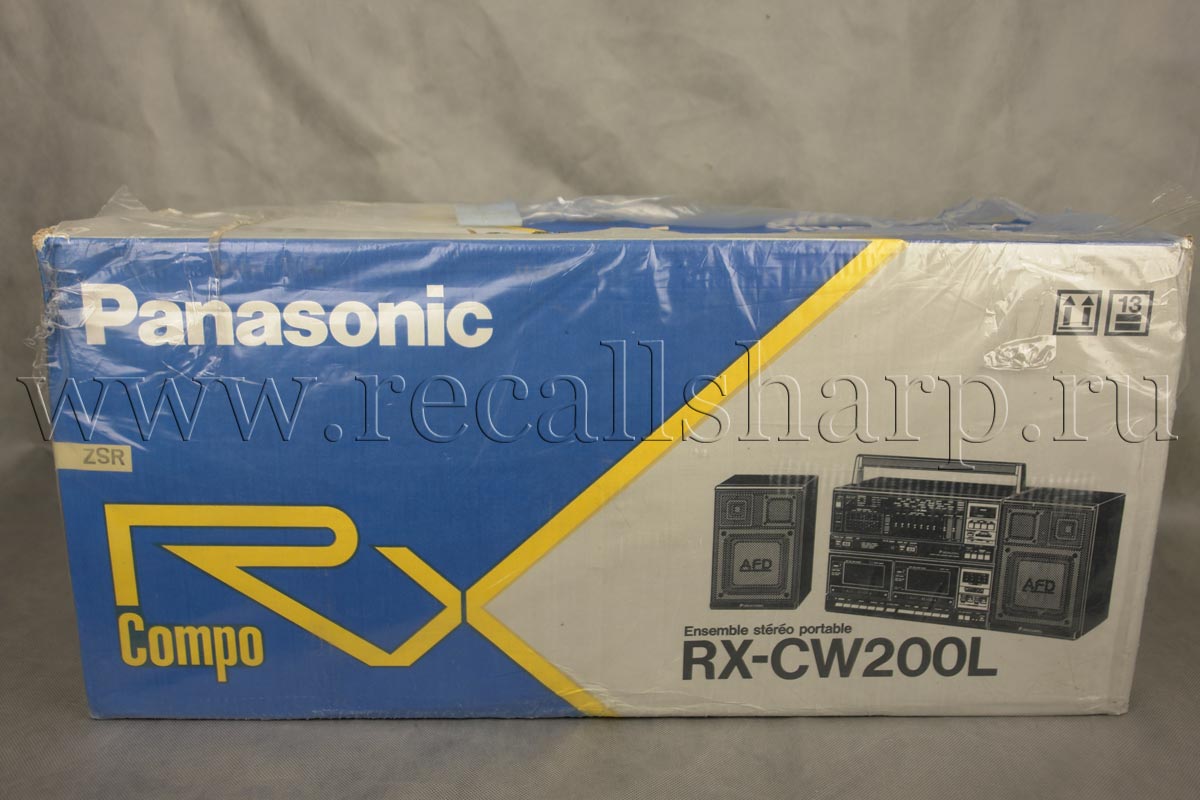 Panasonic
13
www.recallsharp.ru
ZSR
RX
Compo
AFD
AFD
Ensemble stéréo portable
RX-CW200L